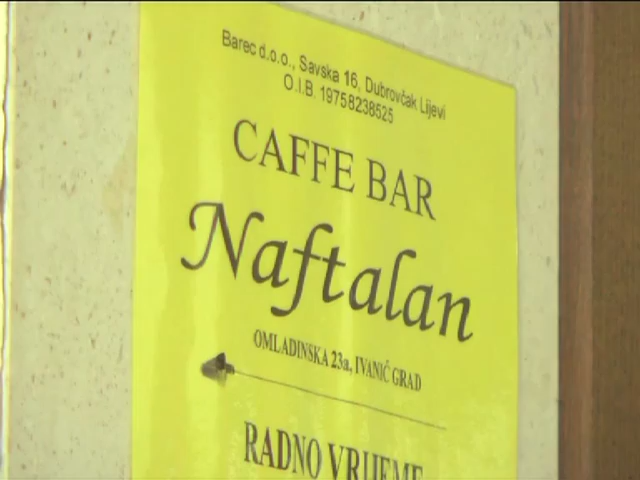 Barec d.o.o., Savska 16, Dubrovčak Lijevi
O.I.B. 19758238525
CAFFE BAR
Naftalan
OMLADINSKA 23a, IVANIĆ GRAD
RADNO VRIJEME